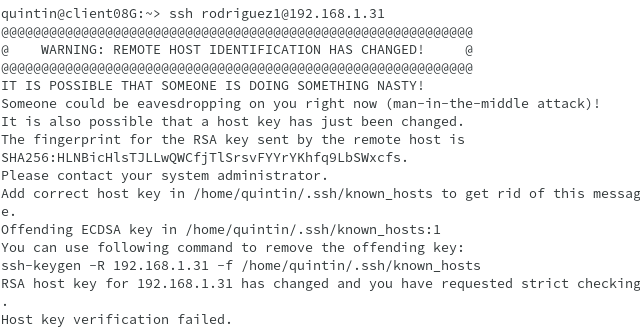 quintin@client08G:~> ssh rodriguez1@192.168.1.31
@@@@@@@@@@@@@@@@@@@@@@@@@@@@@@@@@@@@@@@@@@@@@@@@@@@@@@@@@@@
@    WARNING: REMOTE HOST IDENTIFICATION HAS CHANGED!     @
@@@@@@@@@@@@@@@@@@@@@@@@@@@@@@@@@@@@@@@@@@@@@@@@@@@@@@@@@@@
IT IS POSSIBLE THAT SOMEONE IS DOING SOMETHING NASTY!
Someone could be eavesdropping on you right now (man-in-the-middle attack)!
It is also possible that a host key has just been changed.
The fingerprint for the RSA key sent by the remote host is
SHA256:HLNBicHlsTJLLwQWCfjTlSrsvFYYrYKhfq9LbSWxcfs.
Please contact your system administrator.
Add correct host key in /home/quintin/.ssh/known_hosts to get rid of this messag
e.
Offending ECDSA key in /home/quintin/.ssh/known_hosts:1
You can use following command to remove the offending key:
ssh-keygen -R 192.168.1.31 -f /home/quintin/.ssh/known_hosts
RSA host key for 192.168.1.31 has changed and you have requested strict checking
.
Host key verification failed.